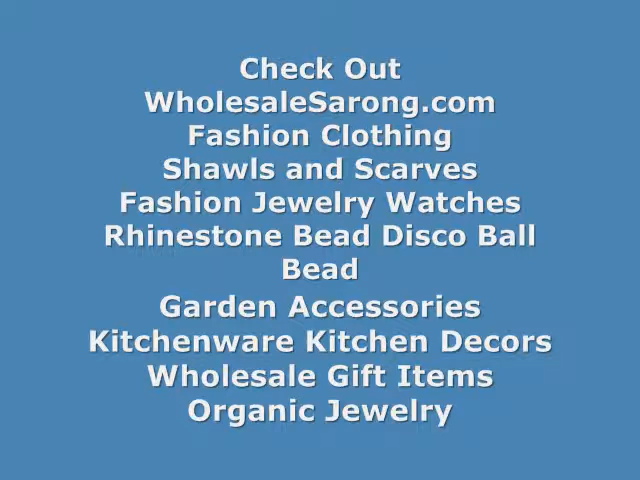 Check Out
WholesaleSarong.com
Fashion Clothing
Shawls and Scarves
Fashion Jewelry Watches
Rhinestone Bead Disco Ball
Bead
Garden Accessories
Kitchenware Kitchen Decors
Wholesale Gift Items
Organic Jewelry